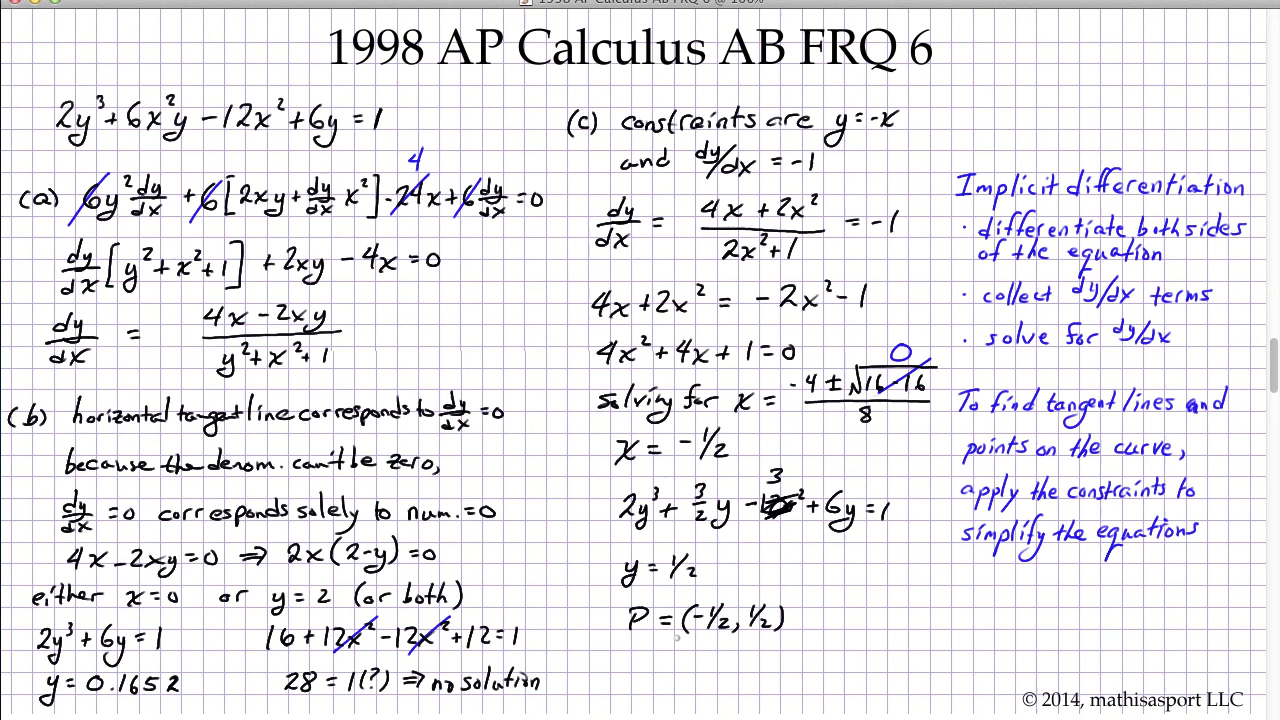 1998 AP Calculus AB FRQ 6 @ 100%
1998 AP Calculus AB FRQ 6
2y³ + 6x²y - 12x² + 6y = 1
(a) 6y² dy/dx + 6[2xy + dy/dx x²] - 24x + 6 dy/dx = 0
4
dy/dx [y² + x² + 1] + 2xy - 4x = 0
dy/dx = (4x - 2xy)/(y² + x² + 1)
(b) horizontal tangent line corresponds to dy/dx = 0
because the denom. can't be zero,
dy/dx = 0 corresponds solely to num. = 0
4x - 2xy = 0 ⇒ 2x(2-y) = 0
either x = 0 or y = 2 (or both)
2y³ + 6y = 1
16 + 12x² - 12x² + 12 = 1
y = 0.1652
28 = 1(?) ⇒ no solution
(c) constraints are y = -x
and dy/dx = -1
dy/dx = (4x + 2x²)/(2x² + 1) = -1
4x + 2x² = -2x² - 1
4x² + 4x + 1 = 0
0
solving for x = (-4 ± √(16 - 16))/8
x = -1/2
3
2y³ + 3/2 y - ² + 6y = 1
y = 1/2
P = (-1/2, 1/2)
Implicit differentiation
· differentiate both sides
of the equation
· collect dy/dx terms
· solve for dy/dx
To find tangent lines and
points on the curve,
apply the constraints to
simplify the equations
© 2014, mathisasport LLC